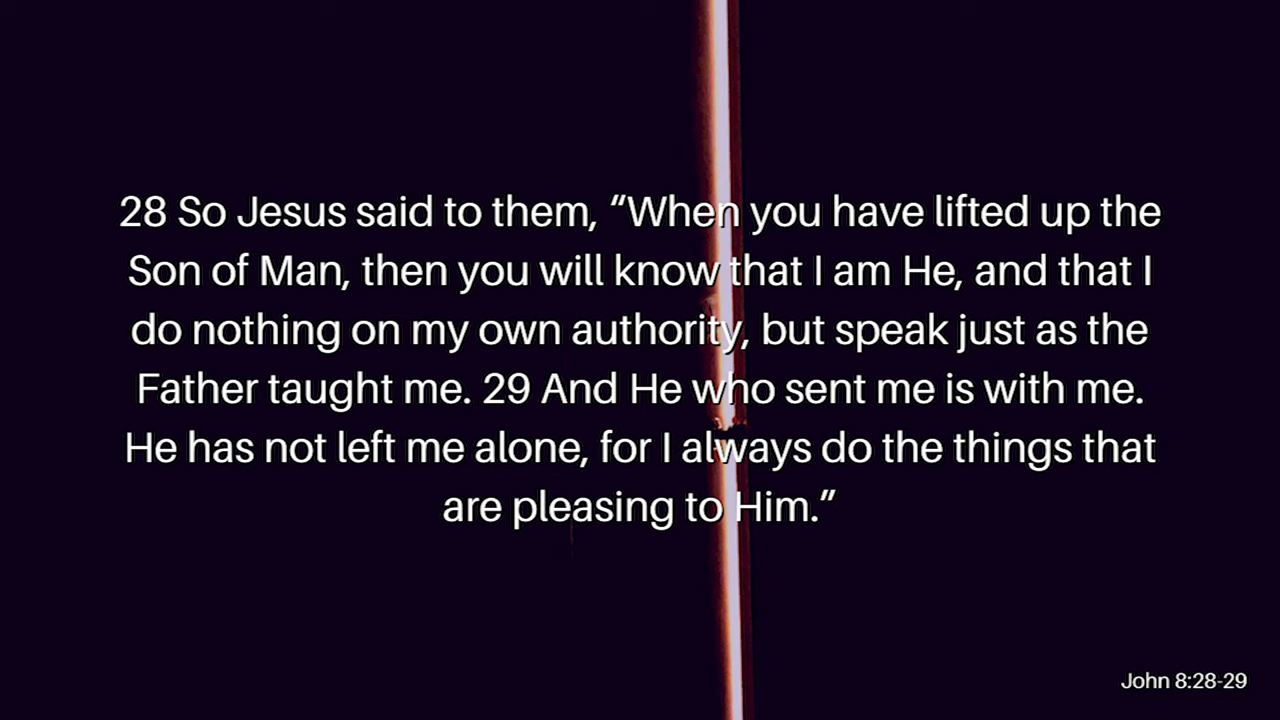 28 So Jesus said to them, “When you have lifted up the
Son of Man, then you will know that I am He, and that I
do nothing on my own authority, but speak just as the
Father taught me. 29 And He who sent me is with me.
He has not left me alone, for I always do the things that
are pleasing to Him.”
John 8:28-29